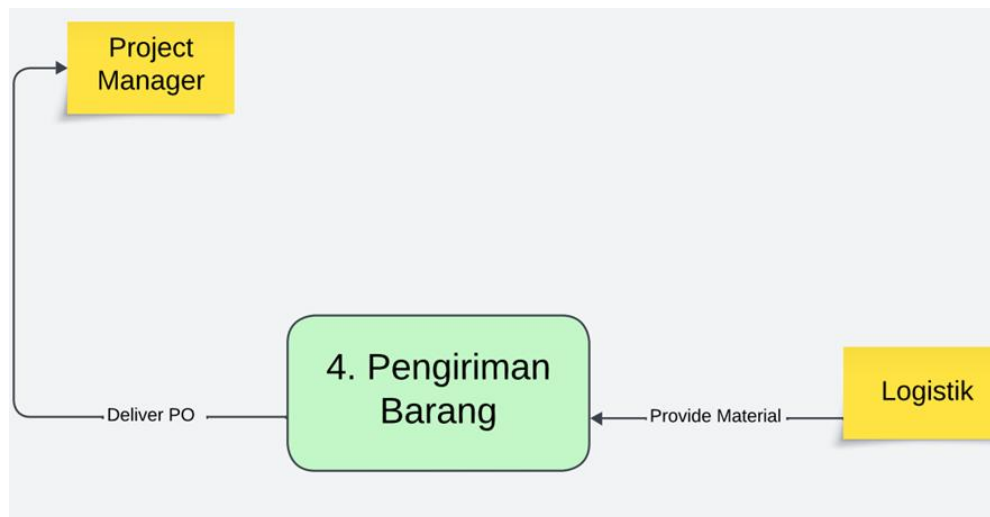 Project
Manager
4. Pengiriman
Barang
Deliver PO
Provide Material
Logistik